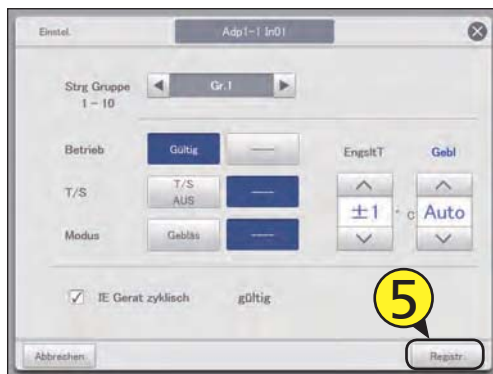 Einstel.
Adp1-1 In01
Strg Gruppe
1 - 10
Gr.1
Betrieb
Gültig
EngsltT
Gebl
T/S
T/S
AUS
±1 °C
Auto
Modus
Gebläs
IE Gerat zyklisch
gültig
5
Abbrechen
Registr.